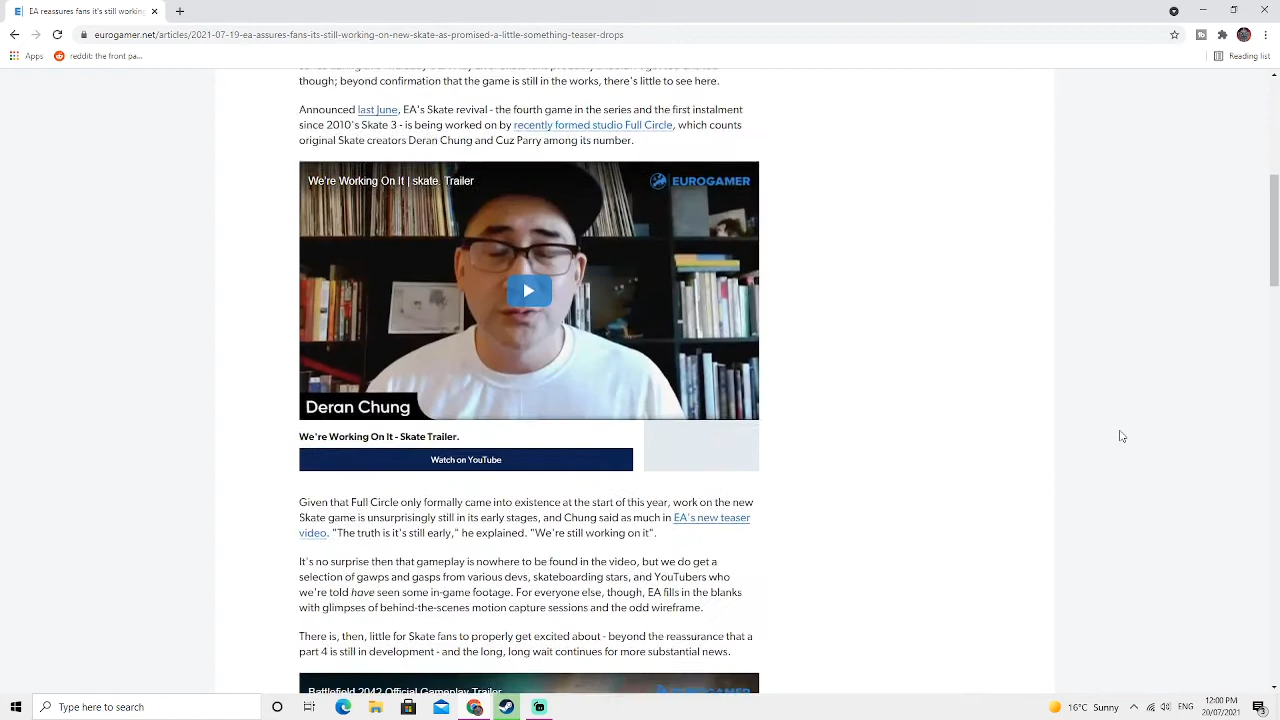 EA reassures fans it's still working
eurogamer.net/articles/2021-07-19-ea-assures-fans-its-still-working-on-new-skate-as-promised-a-little-something-teaser-drops
Apps
reddit: the front pa...
Reading list
though; beyond confirmation that the game is still in the works, there's little to see here.
Announced last June, EA's Skate revival - the fourth game in the series and the first instalment
since 2010's Skate 3 - is being worked on by recently formed studio Full Circle, which counts
original Skate creators Deran Chung and Cuz Parry among its number.
We're Working On It | skate. Trailer
EUROGAMER
Deran Chung
We're Working On It - Skate Trailer.
Watch on YouTube
Given that Full Circle only formally came into existence at the start of this year, work on the new
Skate game is unsurprisingly still in its early stages, and Chung said as much in EA's new teaser
video. "The truth is it's still early," he explained. "We're still working on it".
It's no surprise then that gameplay is nowhere to be found in the video, but we do get a
selection of gawps and gasps from various devs, skateboarding stars, and YouTubers who
we're told have seen some in-game footage. For everyone else, though, EA fills in the blanks
with glimpses of behind-the-scenes motion capture sessions and the odd wireframe.
There is, then, little for Skate fans to properly get excited about - beyond the reassurance that a
part 4 is still in development - and the long, long wait continues for more substantial news.
Battlefield 2042 Official Gameplay Trailer
EUROGAMER
Type here to search
16°C Sunny
ENG
12:00 PM
20/07/2021